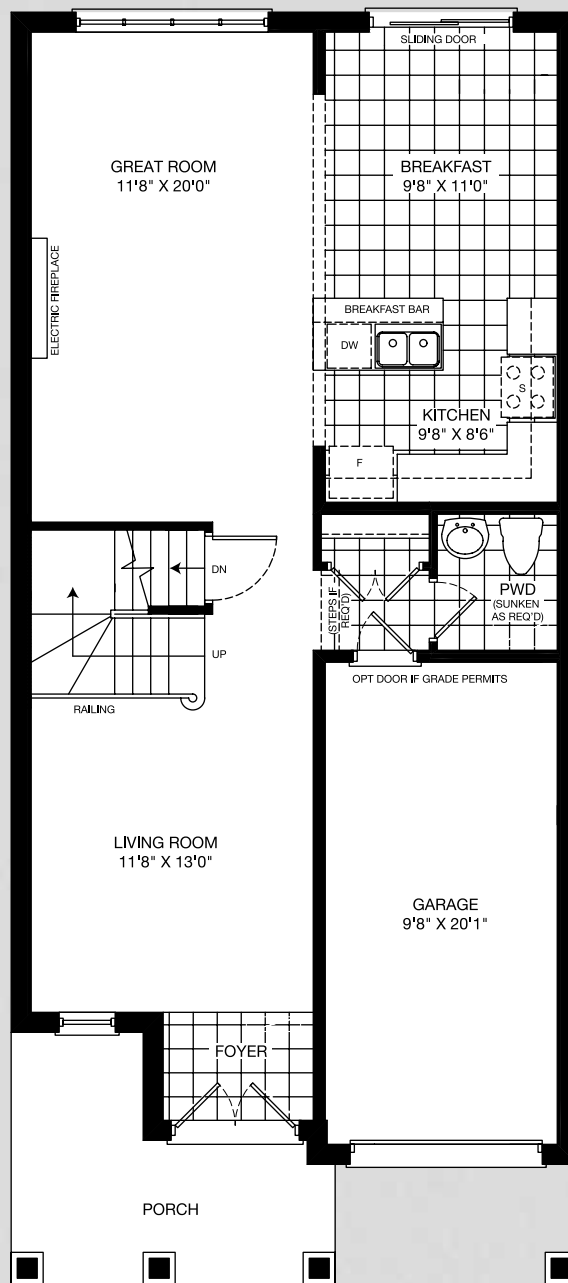 SLIDING DOOR
GREAT ROOM
11'8" X 20'0"
BREAKFAST
9'8" X 11'0"
ELECTRIC FIREPLACE
BREAKFAST BAR
DW
S
KITCHEN
9'8" X 8'6"
F
DN
UP
RAILING
(STEPS IF
REQ'D)
PWD
(SUNKEN
AS REQ'D)
OPT DOOR IF GRADE PERMITS
LIVING ROOM
11'8" X 13'0"
GARAGE
9'8" X 20'1"
FOYER
PORCH